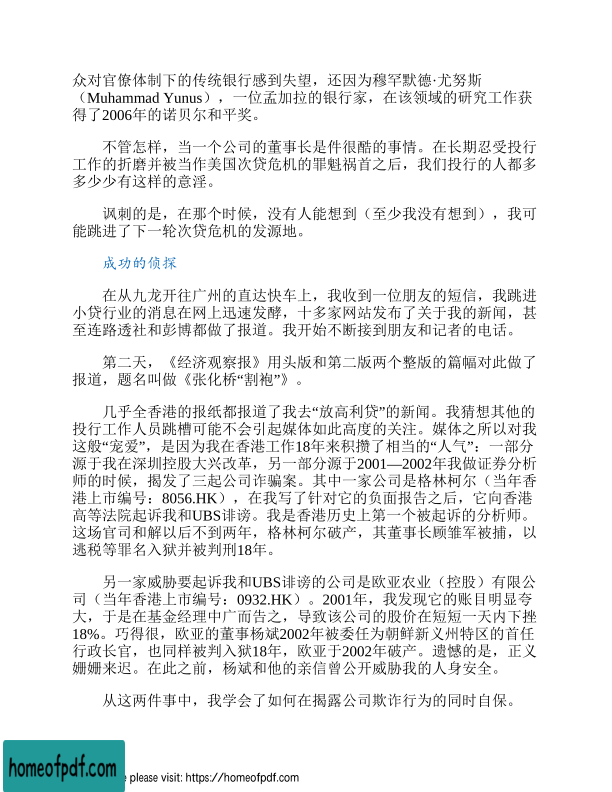 众对官僚体制下的传统银行感到失望，还因为穆罕默德·尤努斯
（Muhammad Yunus），一位孟加拉的银行家，在该领域的研究工作获
得了2006年的诺贝尔和平奖。
不管怎样，当一个公司的董事长是件很酷的事情。在长期忍受投行
工作的折磨并被当作美国次贷危机的罪魁祸首之后，我们投行的人都多
多少少有这样的意淫。
讽刺的是，在那个时候，没有人能想到（至少我没有想到），我可
能跳进了下一轮次贷危机的发源地。
成功的侦探
在从九龙开往广州的直达快车上，我收到一位朋友的短信，我跳进
小贷行业的消息在网上迅速发酵，十多家网站发布了关于我的新闻，甚
至连路透社和彭博都做了报道。我开始不断接到朋友和记者的电话。
第二天，《经济观察报》用头版和第二版两个整版的篇幅对此做了
报道，题名叫做《张化桥“割袍”》。
几乎全香港的报纸都报道了我去“放高利贷”的新闻。我猜想其他的
投行工作人员跳槽可能不会引起媒体如此高度的关注。媒体之所以对我
这般“宠爱”，是因为我在香港工作18年来积攒了相当的“人气”：一部分
源于我在深圳控股大兴改革，另一部分源于2001—2002年我做证券分析
师的时候，揭发了三起公司诈骗案。其中一家公司是格林柯尔（当年香
港上市编号：8056.HK），在我写了针对它的负面报告之后，它向香港
高等法院起诉我和UBS诽谤。我是香港历史上第一个被起诉的分析师。
这场官司和解以后不到两年，格林柯尔破产，其董事长顾雏军被捕，以
逃税等罪名入狱并被判刑18年。
另一家威胁要起诉我和UBS诽谤的公司是欧亚农业（控股）有限公
司（当年香港上市编号：0932.HK）。2001年，我发现它的账目明显夸
大，于是在基金经理中广而告之，导致该公司的股价在短短一天内下挫
18%。巧得很，欧亚的董事杨斌2002年被委任为朝鲜新义州特区的首任
行政长官，也同样被判入狱18年，欧亚于2002年破产。遗憾的是，正义
姗姗来迟。在此之前，杨斌和他的亲信曾公开威胁我的人身安全。
从这两件事中，我学会了如何在揭露公司欺诈行为的同时自保。
homeofpdf.com
e please visit: https://homeofpdf.com